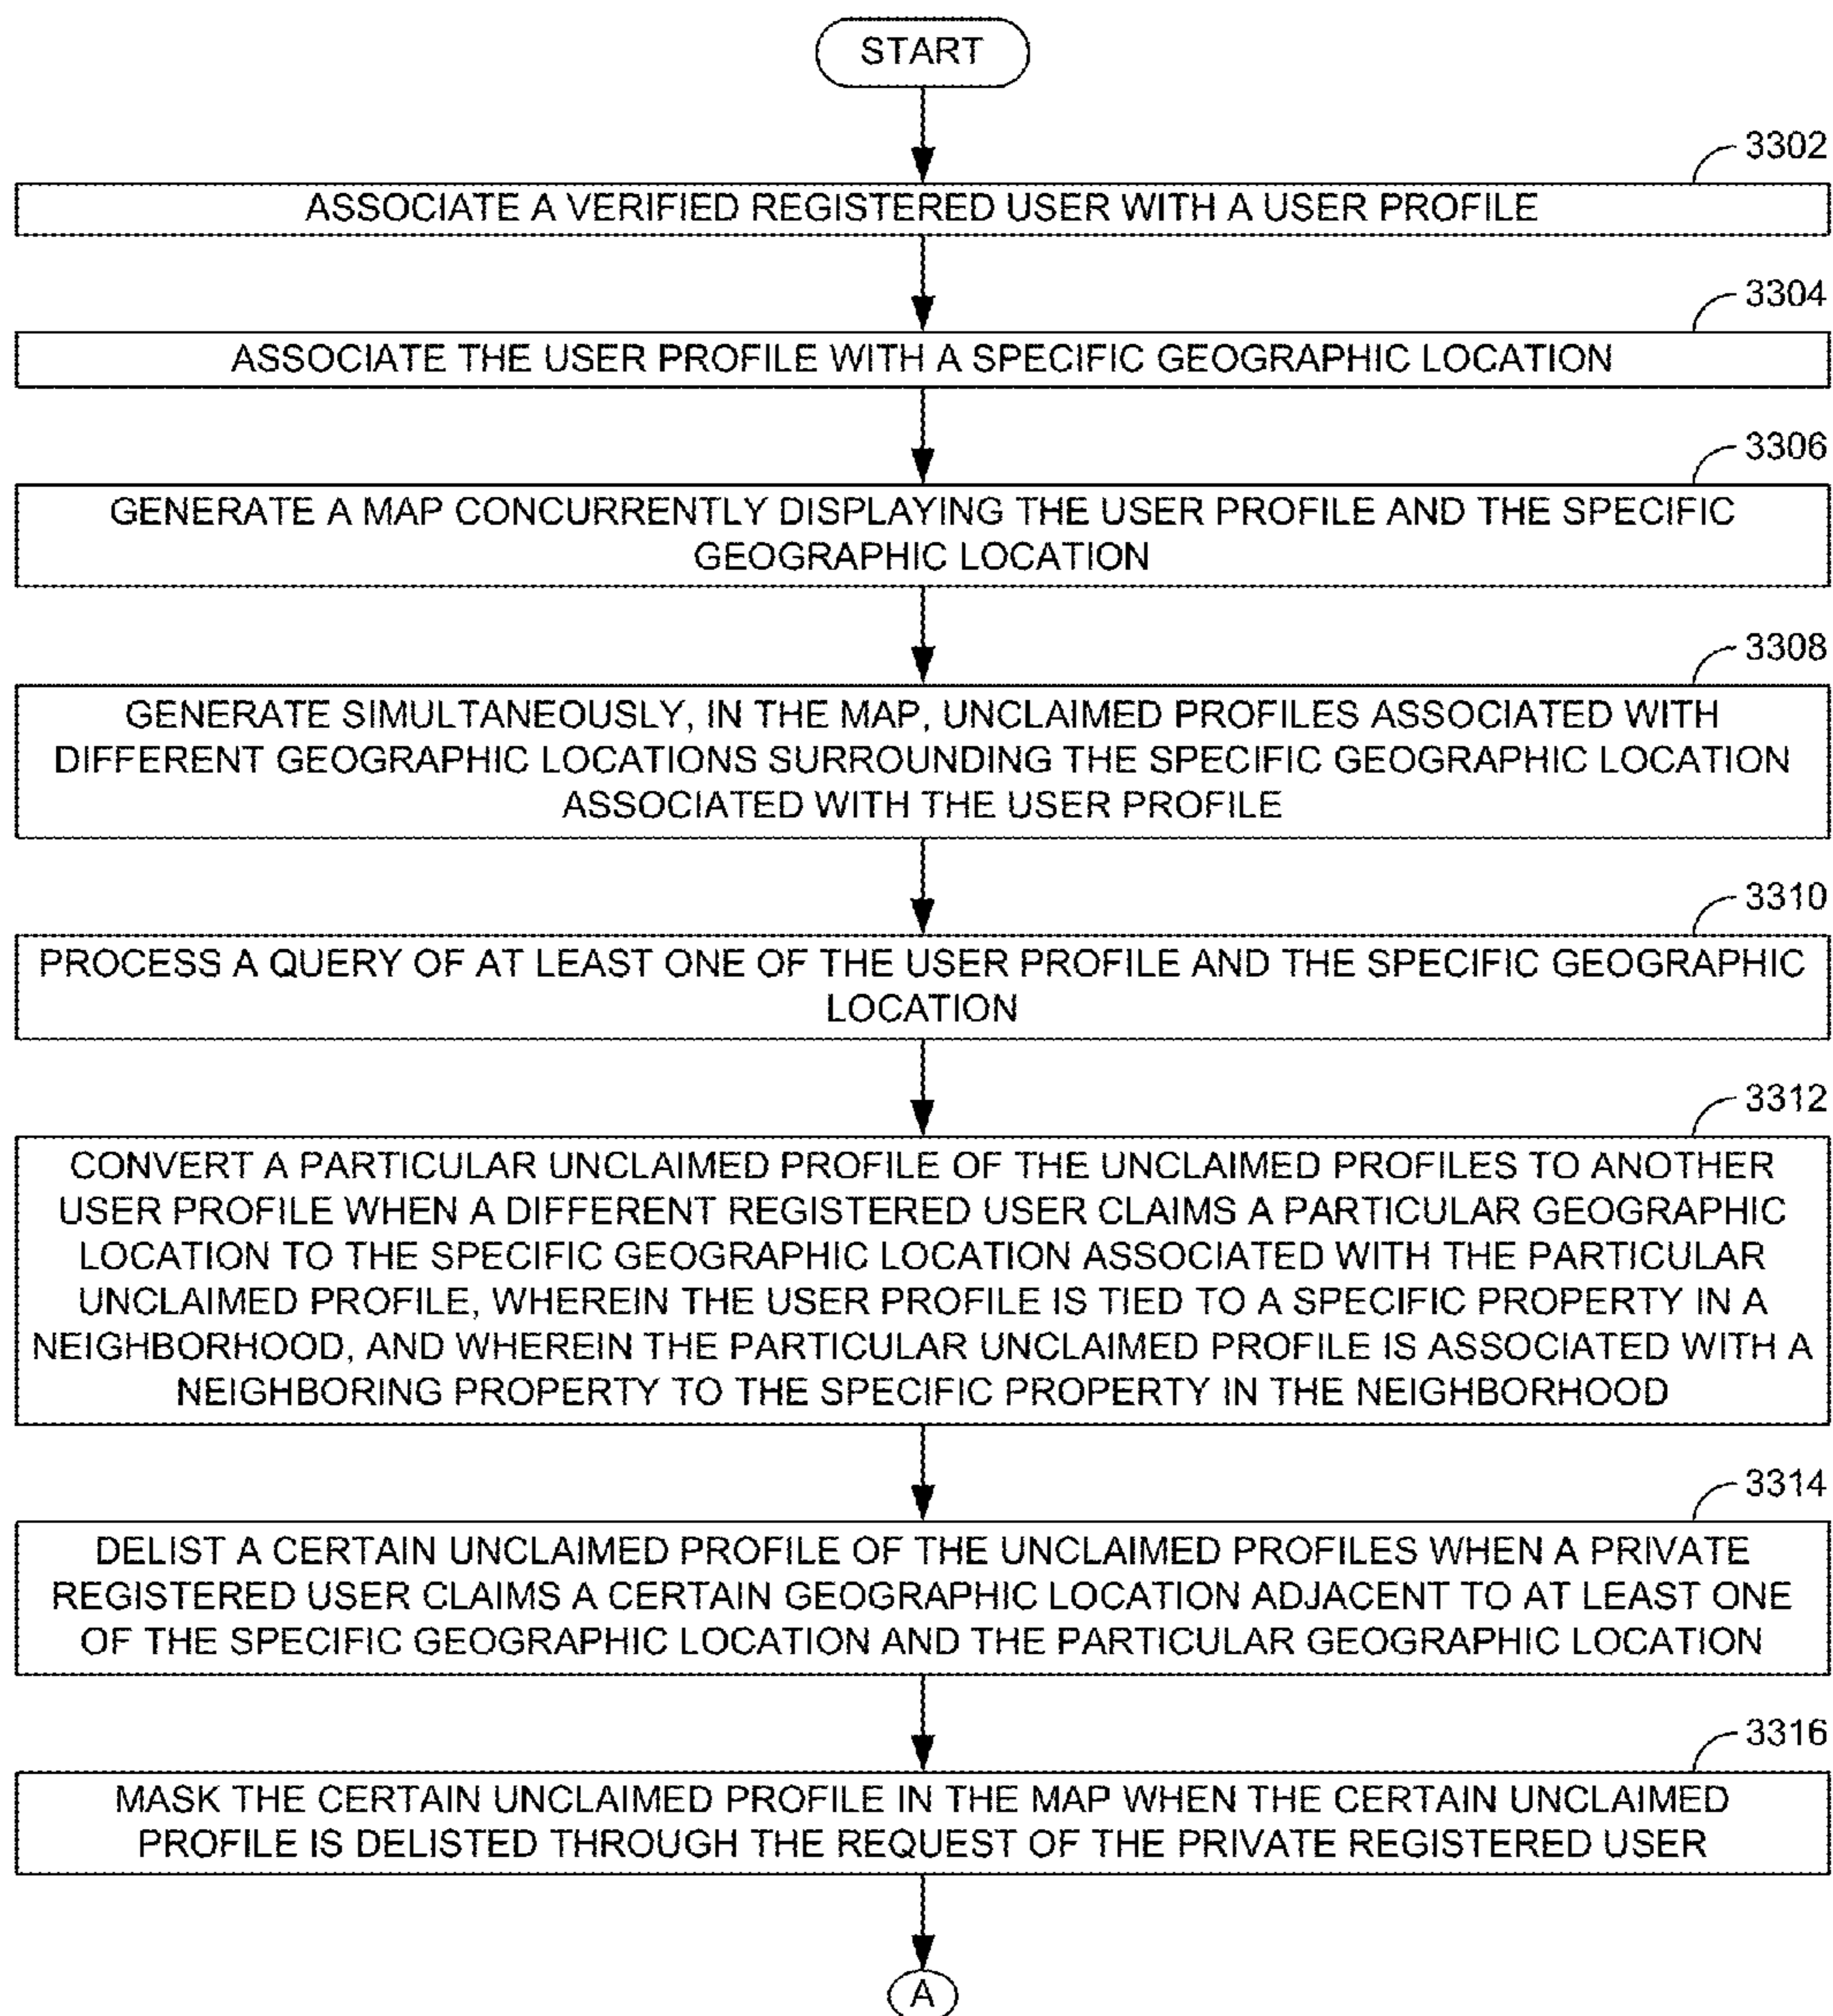 START
3302
ASSOCIATE A VERIFIED REGISTERED USER WITH A USER PROFILE
3304
ASSOCIATE THE USER PROFILE WITH A SPECIFIC GEOGRAPHIC LOCATION
3306
GENERATE A MAP CONCURRENTLY DISPLAYING THE USER PROFILE AND THE SPECIFIC
GEOGRAPHIC LOCATION
3308
GENERATE SIMULTANEOUSLY, IN THE MAP, UNCLAIMED PROFILES ASSOCIATED WITH
DIFFERENT GEOGRAPHIC LOCATIONS SURROUNDING THE SPECIFIC GEOGRAPHIC LOCATION
ASSOCIATED WITH THE USER PROFILE
3310
PROCESS A QUERY OF AT LEAST ONE OF THE USER PROFILE AND THE SPECIFIC GEOGRAPHIC
LOCATION
3312
CONVERT A PARTICULAR UNCLAIMED PROFILE OF THE UNCLAIMED PROFILES TO ANOTHER
USER PROFILE WHEN A DIFFERENT REGISTERED USER CLAIMS A PARTICULAR GEOGRAPHIC
LOCATION TO THE SPECIFIC GEOGRAPHIC LOCATION ASSOCIATED WITH THE PARTICULAR
UNCLAIMED PROFILE, WHEREIN THE USER PROFILE IS TIED TO A SPECIFIC PROPERTY IN A
NEIGHBORHOOD, AND WHEREIN THE PARTICULAR UNCLAIMED PROFILE IS ASSOCIATED WITH A
NEIGHBORING PROPERTY TO THE SPECIFIC PROPERTY IN THE NEIGHBORHOOD
3314
DELIST A CERTAIN UNCLAIMED PROFILE OF THE UNCLAIMED PROFILES WHEN A PRIVATE
REGISTERED USER CLAIMS A CERTAIN GEOGRAPHIC LOCATION ADJACENT TO AT LEAST ONE
OF THE SPECIFIC GEOGRAPHIC LOCATION AND THE PARTICULAR GEOGRAPHIC LOCATION
3316
MASK THE CERTAIN UNCLAIMED PROFILE IN THE MAP WHEN THE CERTAIN UNCLAIMED
PROFILE IS DELISTED THROUGH THE REQUEST OF THE PRIVATE REGISTERED USER
A